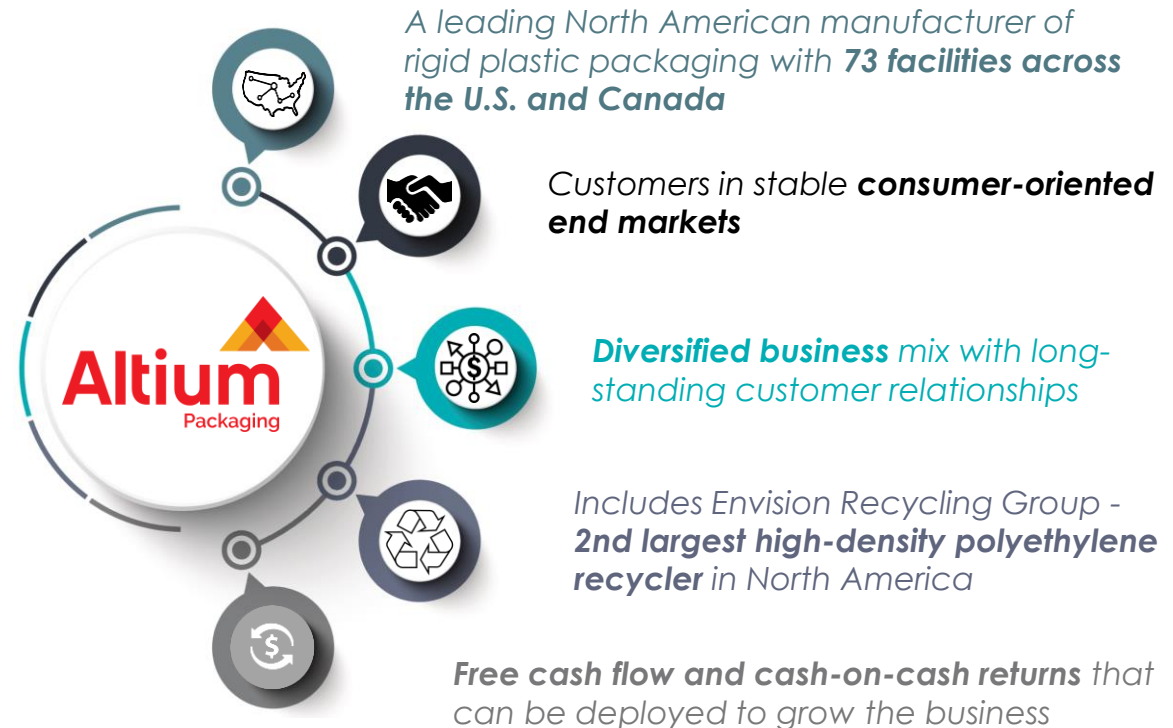 A leading North American manufacturer of
rigid plastic packaging with 73 facilities across
the U.S. and Canada
Customers in stable consumer-oriented
end markets
Altium
Packaging
Diversified business mix with long-
standing customer relationships
Includes Envision Recycling Group -
2nd largest high-density polyethylene
recycler in North America
Free cash flow and cash-on-cash returns that
can be deployed to grow the business